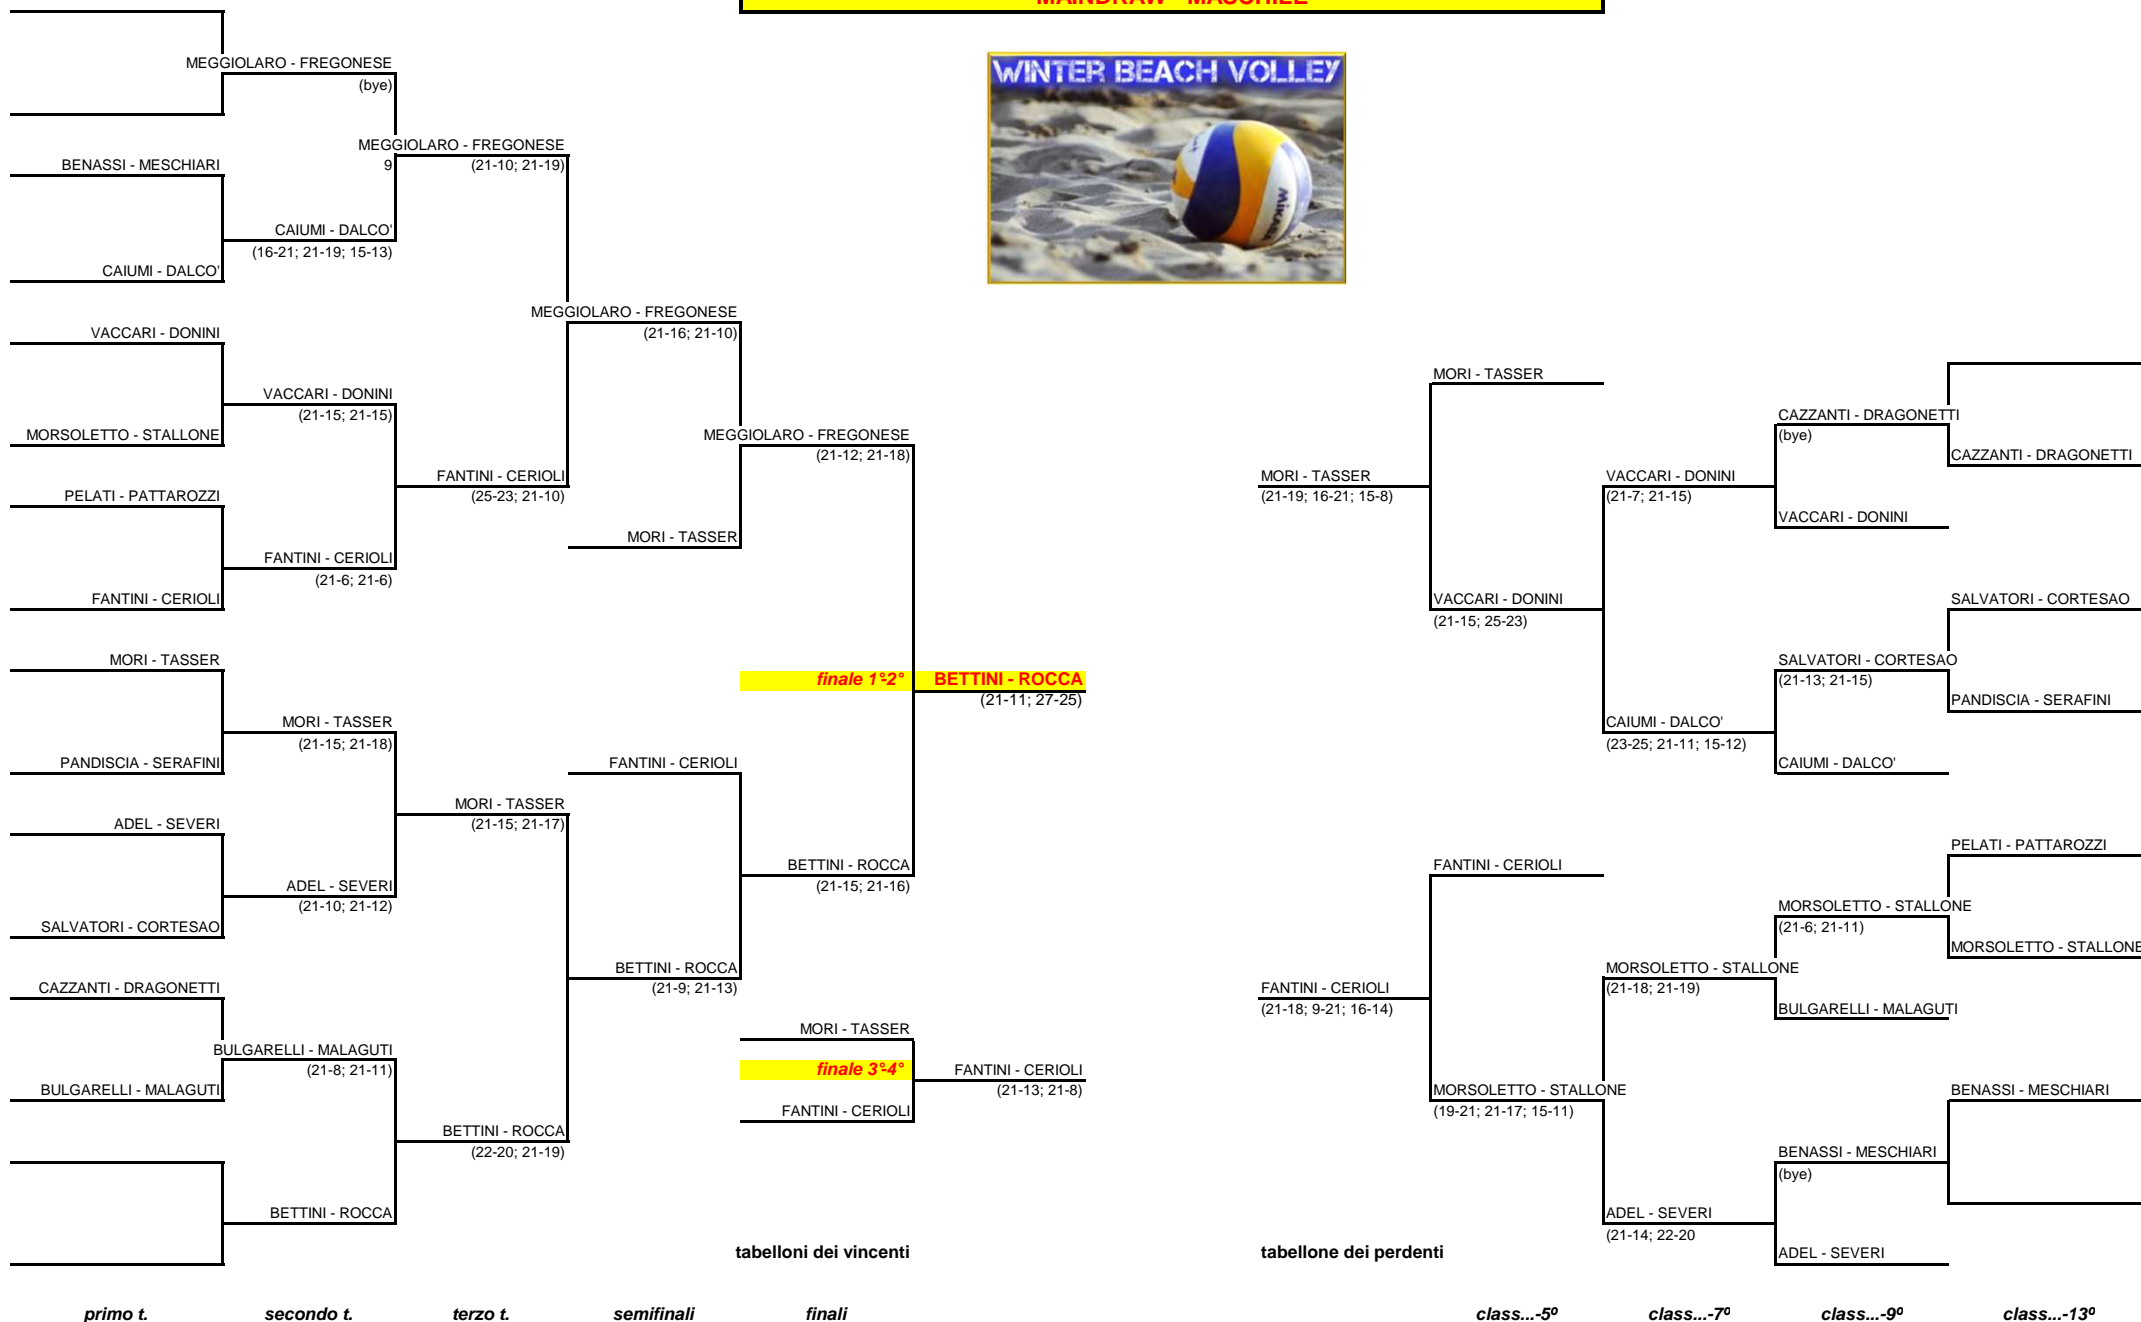 MAINDRAW - MASCHILE
WINTER BEACH VOLLEY
MIKASA
MEGGIOLARO - FREGONESE
(bye)
MEGGIOLARO - FREGONESE
9
(21-10; 21-19)
BENASSI - MESCHIARI
CAIUMI - DALCO'
(16-21; 21-19; 15-13)
CAIUMI - DALCO'
MEGGIOLARO - FREGONESE
(21-16; 21-10)
VACCARI - DONINI
VACCARI - DONINI
(21-15; 21-15)
MORSOLETTO - STALLONE
MEGGIOLARO - FREGONESE
(21-12; 21-18)
FANTINI - CERIOLI
(25-23; 21-10)
PELATI - PATTAROZZI
MORI - TASSER
FANTINI - CERIOLI
(21-6; 21-6)
FANTINI - CERIOLI
MORI - TASSER
finale 1°-2°
BETTINI - ROCCA
(21-11; 27-25)
MORI - TASSER
(21-15; 21-18)
PANDISCIA - SERAFINI
FANTINI - CERIOLI
MORI - TASSER
(21-15; 21-17)
ADEL - SEVERI
BETTINI - ROCCA
(21-15; 21-16)
ADEL - SEVERI
(21-10; 21-12)
SALVATORI - CORTESAO
BETTINI - ROCCA
(21-9; 21-13)
CAZZANTI - DRAGONETTI
MORI - TASSER
BULGARELLI - MALAGUTI
(21-8; 21-11)
finale 3°-4°
FANTINI - CERIOLI
(21-13; 21-8)
BULGARELLI - MALAGUTI
FANTINI - CERIOLI
BETTINI - ROCCA
(22-20; 21-19)
BETTINI - ROCCA
tabelloni dei vincenti
MORI - TASSER
CAZZANTI - DRAGONETTI
(bye)
CAZZANTI - DRAGONETTI
MORI - TASSER
(21-19; 16-21; 15-8)
VACCARI - DONINI
(21-7; 21-15)
VACCARI - DONINI
VACCARI - DONINI
(21-15; 25-23)
SALVATORI - CORTESAO
SALVATORI - CORTESAO
(21-13; 21-15)
PANDISCIA - SERAFINI
CAIUMI - DALCO'
(23-25; 21-11; 15-12)
CAIUMI - DALCO'
FANTINI - CERIOLI
PELATI - PATTAROZZI
MORSOLETTO - STALLONE
(21-6; 21-11)
MORSOLETTO - STALLONE
MORSOLETTO - STALLONE
(21-18; 21-19)
FANTINI - CERIOLI
(21-18; 9-21; 16-14)
BULGARELLI - MALAGUTI
MORSOLETTO - STALLONE
(19-21; 21-17; 15-11)
BENASSI - MESCHIARI
BENASSI - MESCHIARI
(bye)
ADEL - SEVERI
(21-14; 22-20
ADEL - SEVERI
tabellone dei perdenti
primo t. secondo t. terzo t. semifinali finali class...-5º class...-7º class...-9º class...-13º